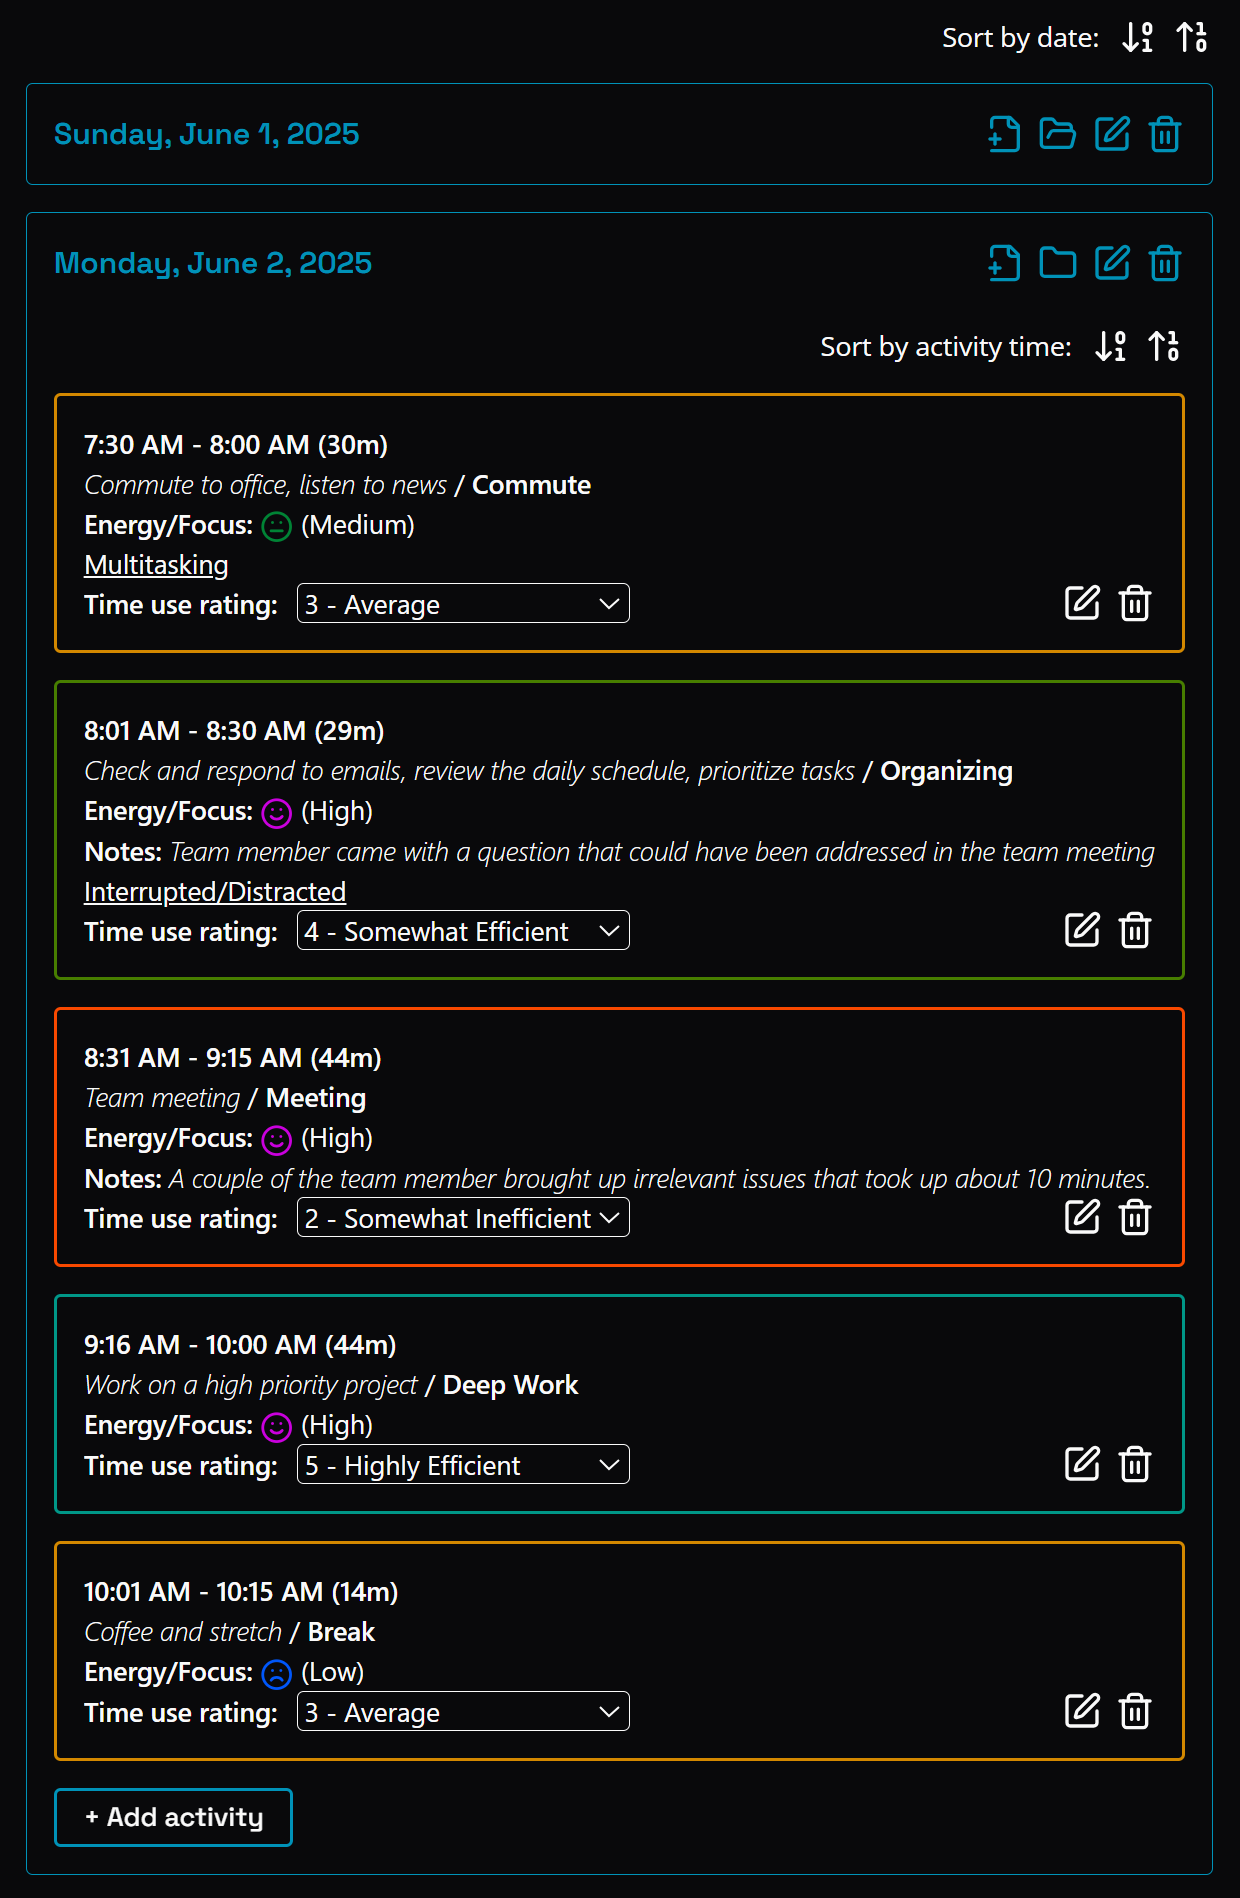 Sort by date:
Sunday, June 1, 2025
Monday, June 2, 2025
Sort by activity time:
7:30 AM - 8:00 AM (30m)
Commute to office, listen to news / Commute
Energy/Focus: (Medium)
Multitasking
Time use rating: 3 - Average
8:01 AM - 8:30 AM (29m)
Check and respond to emails, review the daily schedule, prioritize tasks / Organizing
Energy/Focus: (High)
Notes: Team member came with a question that could have been addressed in the team meeting
Interrupted/Distracted
Time use rating: 4 - Somewhat Efficient
8:31 AM - 9:15 AM (44m)
Team meeting / Meeting
Energy/Focus: (High)
Notes: A couple of the team member brought up irrelevant issues that took up about 10 minutes.
Time use rating: 2 - Somewhat Inefficient
9:16 AM - 10:00 AM (44m)
Work on a high priority project / Deep Work
Energy/Focus: (High)
Time use rating: 5 - Highly Efficient
10:01 AM - 10:15 AM (14m)
Coffee and stretch / Break
Energy/Focus: (Low)
Time use rating: 3 - Average
+ Add activity